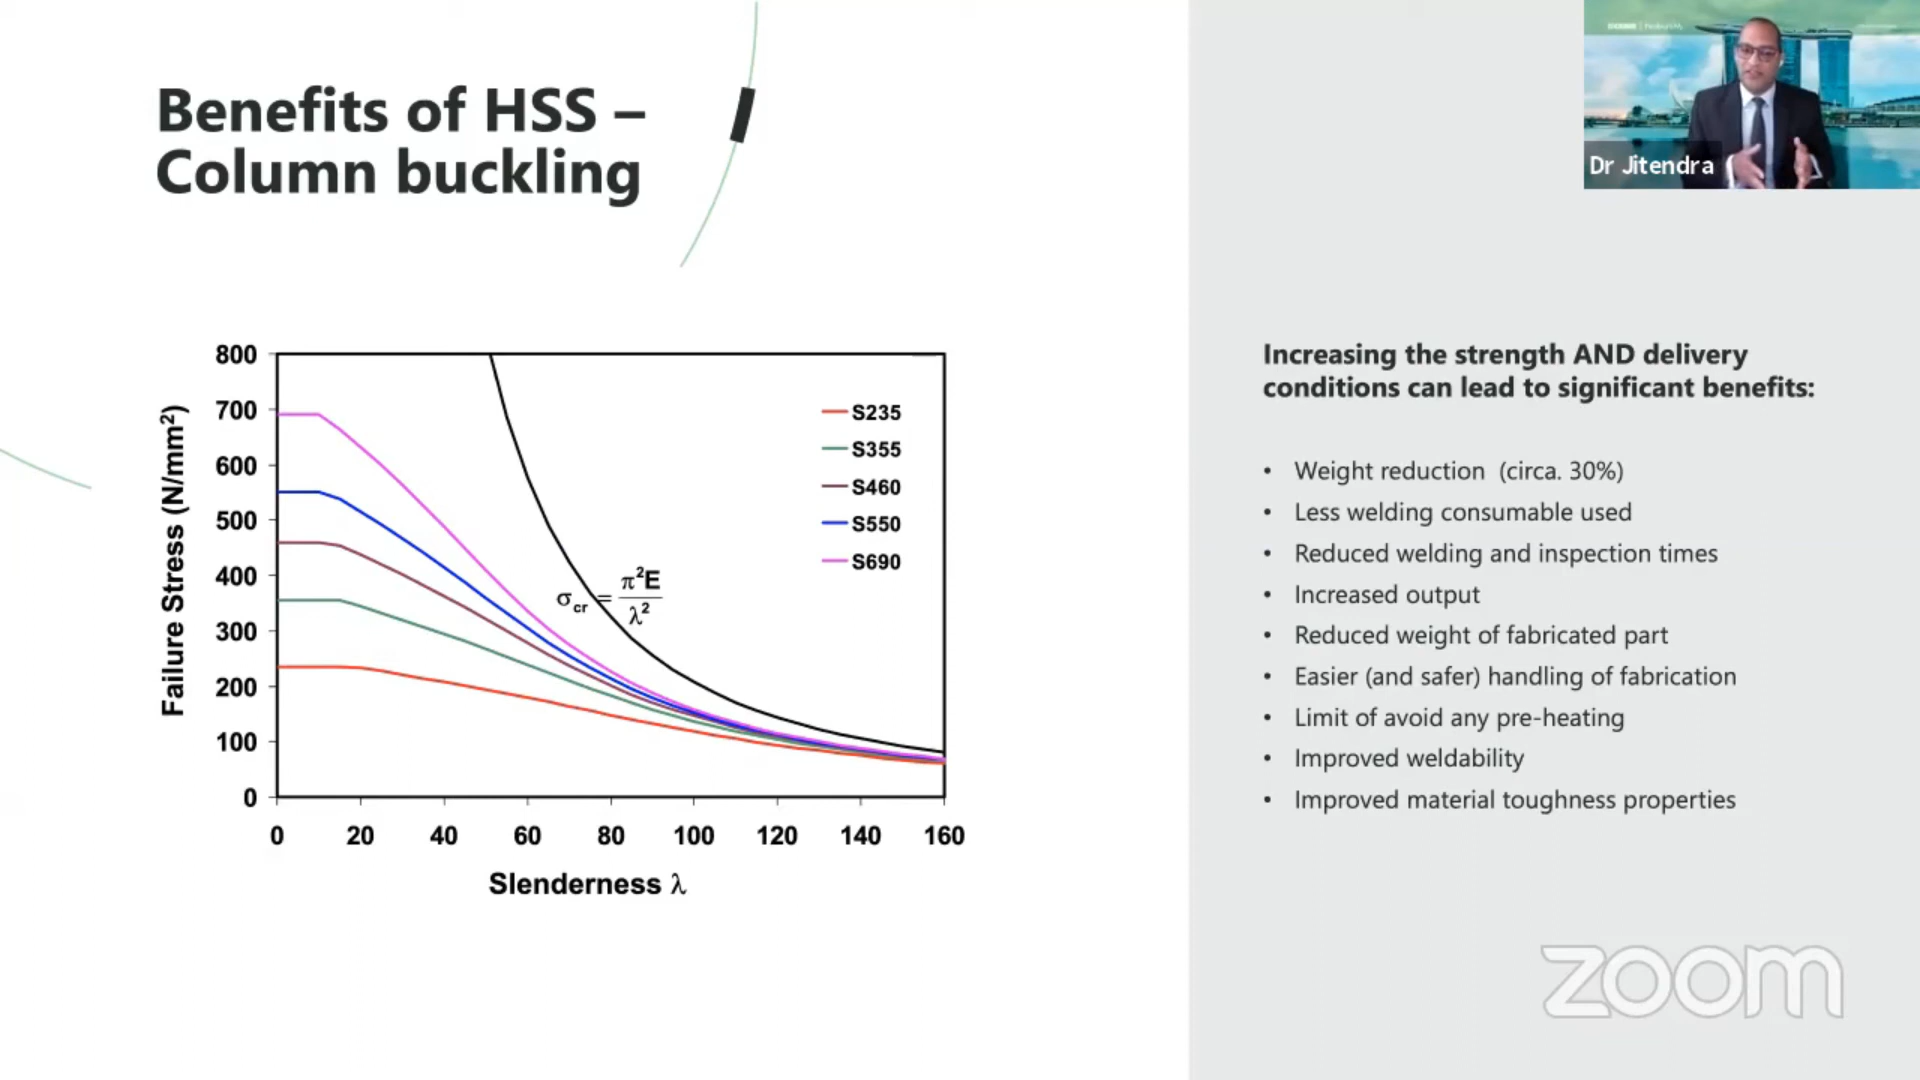 Benefits of HSS –
Column buckling
Dr Jitendra
800
700
600
500
400
300
200
100
0
Failure Stress (N/mm²)
S235
S355
S460
S550
S690
σcr = π²E / λ²
0 20 40 60 80 100 120 140 160
Slenderness λ
Increasing the strength AND delivery
conditions can lead to significant benefits:
• Weight reduction (circa. 30%)
• Less welding consumable used
• Reduced welding and inspection times
• Increased output
• Reduced weight of fabricated part
• Easier (and safer) handling of fabrication
• Limit of avoid any pre-heating
• Improved weldability
• Improved material toughness properties
zoom